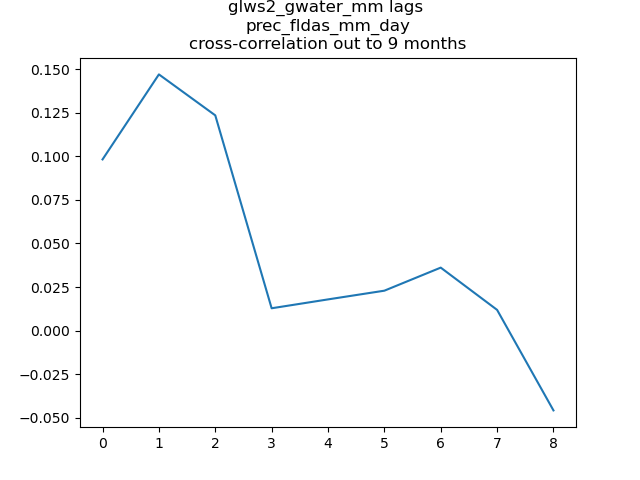 glws2_gwater_mm lags
prec_fldas_mm_day
cross-correlation out to 9 months
0.150
0.125
0.100
0.075
0.050
0.025
0.000
−0.025
−0.050
0 1 2 3 4 5 6 7 8